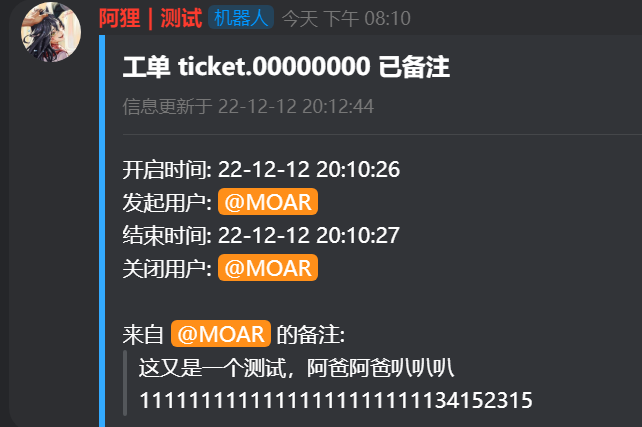 阿狸 | 测试 机器人 今天 下午 08:10
工单 ticket.00000000 已备注
信息更新于 22-12-12 20:12:44
开启时间: 22-12-12 20:10:26
发起用户: @MOAR
结束时间: 22-12-12 20:10:27
关闭用户: @MOAR
来自 @MOAR 的备注:
这又是一个测试，阿爸阿爸叭叭叭
1111111111111111111111111134152315